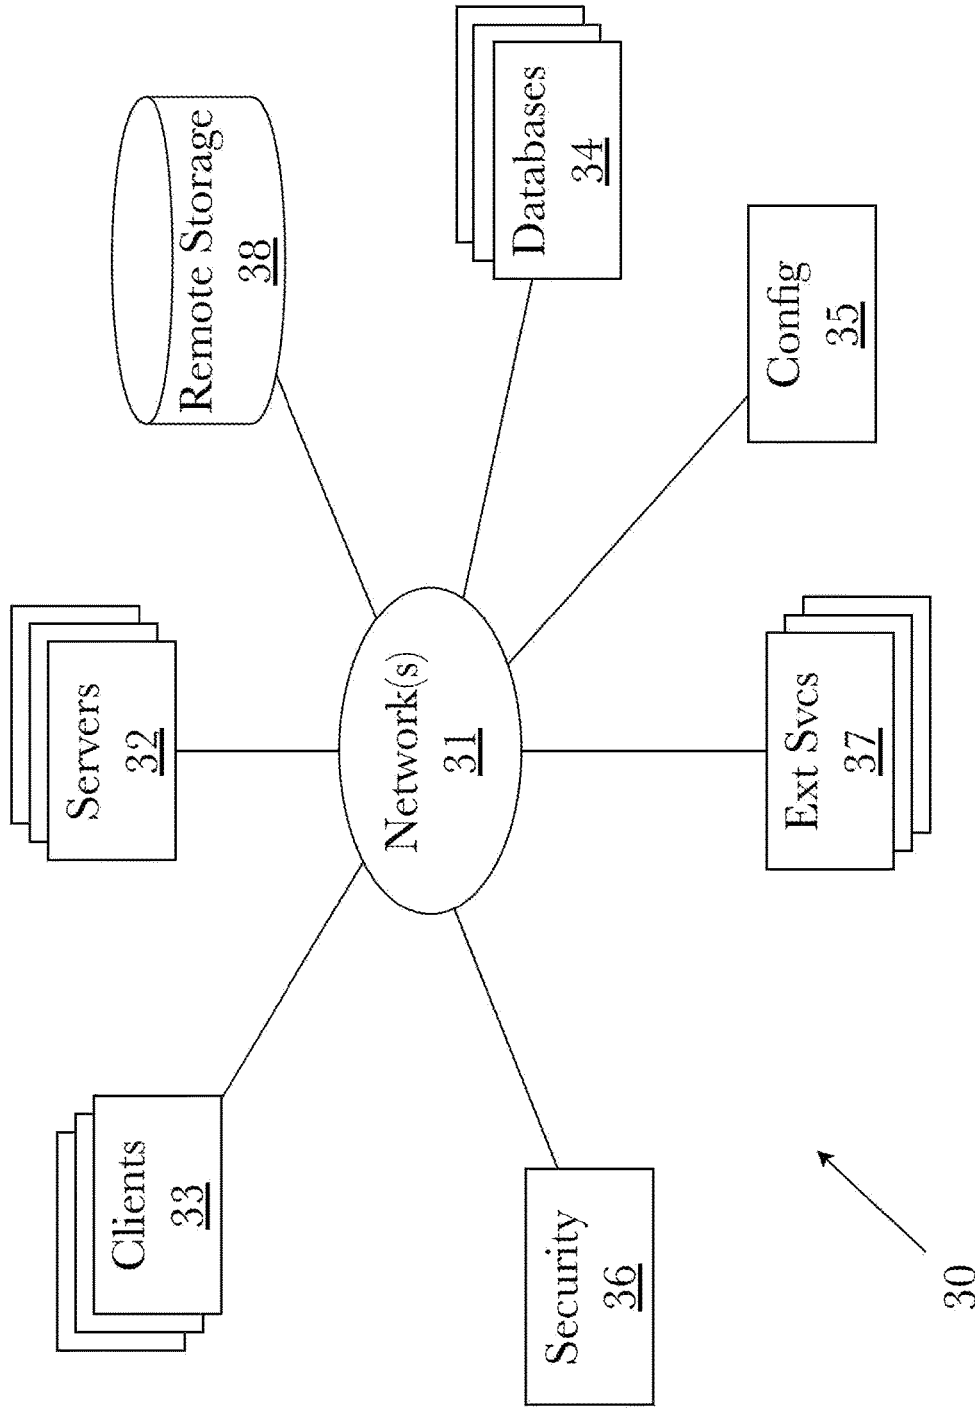 Clients
33
Servers
32
Remote Storage
38
Network(s)
31
Databases
34
Security
36
Ext Svcs
37
Config
35
30